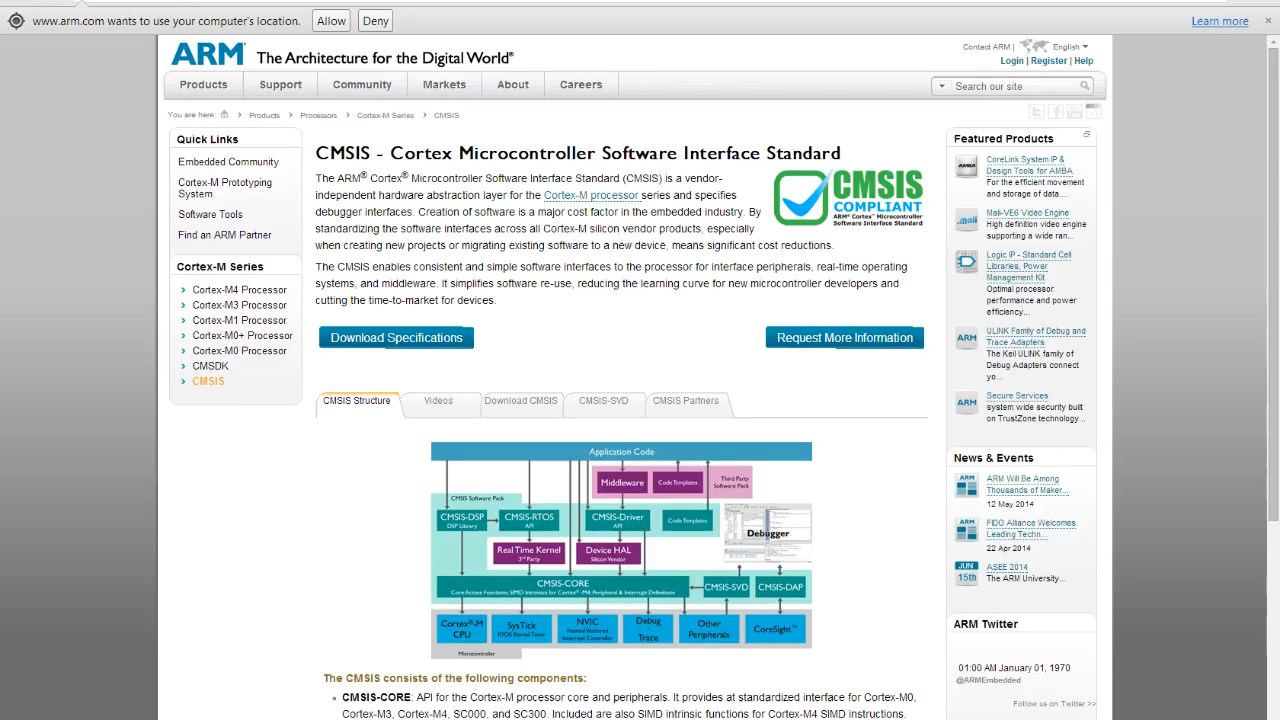 www.arm.com wants to use your computer's location. Allow Deny Learn more ×
ARM® The Architecture for the Digital World®
Contact ARM | English
Login | Register | Help
Products Support Community Markets About Careers
Search our site
You are here: Products Processors Cortex-M Series CMSIS
Quick Links
Embedded Community
Cortex-M Prototyping
System
Software Tools
Find an ARM Partner
Cortex-M Series
Cortex-M4 Processor
Cortex-M3 Processor
Cortex-M1 Processor
Cortex-M0+ Processor
Cortex-M0 Processor
CMSDK
CMSIS
CMSIS - Cortex Microcontroller Software Interface Standard
The ARM® Cortex® Microcontroller Software Interface Standard (CMSIS) is a vendor-
independent hardware abstraction layer for the Cortex-M processor series and specifies
debugger interfaces. Creation of software is a major cost factor in the embedded industry. By
standardizing the software interfaces across all Cortex-M silicon vendor products, especially
when creating new projects or migrating existing software to a new device, means significant cost reductions.
CMSIS
COMPLIANT
ARM® Cortex™ Microcontroller
Software Interface Standard
The CMSIS enables consistent and simple software interfaces to the processor for interface peripherals, real-time operating
systems, and middleware. It simplifies software re-use, reducing the learning curve for new microcontroller developers and
cutting the time-to-market for devices.
Download Specifications
Request More Information
CMSIS Structure Videos Download CMSIS CMSIS-SVD CMSIS Partners
Application Code
Middleware
Code Templates
Third Party
Software Pack
CMSIS Software Pack
CMSIS-DSP
DSP Library
CMSIS-RTOS
API
CMSIS-Driver
API
Code Templates
Debugger
Real Time Kernel
3rd Party
Device HAL
Silicon Vendor
CMSIS-CORE
Core Access Functions, SIMD Intrinsics for Cortex®-M4, Peripheral & Interrupt Definitions
CMSIS-SVD
CMSIS-DAP
Cortex®-M
CPU
SysTick
RTOS Kernel Timer
NVIC
Nested Vectored
Interrupt Controller
Debug
Trace
Other
Peripherals
CoreSight™
Microcontroller
The CMSIS consists of the following components:
CMSIS-CORE: API for the Cortex-M processor core and peripherals. It provides at standardized interface for Cortex-M0,
Cortex-M3, Cortex-M4, SC000, and SC300. Included are also SIMD intrinsic functions for Cortex-M4 SIMD instructions.
Featured Products
AMBA
CoreLink System IP &
Design Tools for AMBA
For the efficient movement
and storage of data....
mali
Mali-VE6 Video Engine
High definition video engine
supporting a wide ran...
Logic IP - Standard Cell
Libraries, Power
Management Kit
Optimal processor
performance and power
efficiency...
ARM
ULINK Family of Debug and
Trace Adapters
The Keil ULINK family of
Debug Adapters connect
yo...
ARM
Secure Services
system wide security built
on TrustZone technology...
News & Events
ARM
ARM Will Be Among
Thousands of Maker...
12 May 2014
ARM
FIDO Alliance Welcomes
Leading Techn...
22 Apr 2014
JUN
15th
ASEE 2014
The ARM University...
ARM Twitter
01:00 AM January 01, 1970
@ARMEmbedded
Follow us on Twitter >>